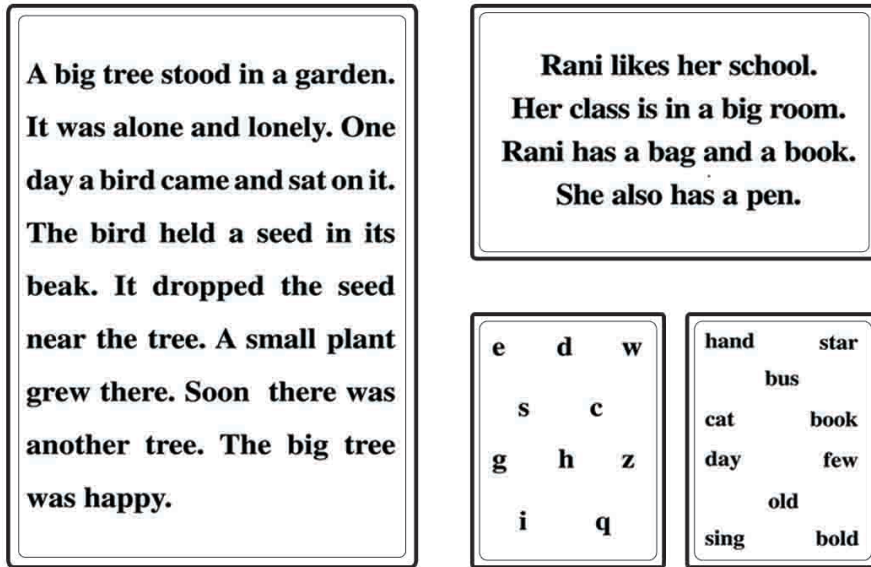 A big tree stood in a garden.
It was alone and lonely. One
day a bird came and sat on it.
The bird held a seed in its
beak. It dropped the seed
near the tree. A small plant
grew there. Soon there was
another tree. The big tree
was happy.
Rani likes her school.
Her class is in a big room.
Rani has a bag and a book.
She also has a pen.
e d w
s c
g h z
i q
hand star
bus
cat book
day few
old
sing bold